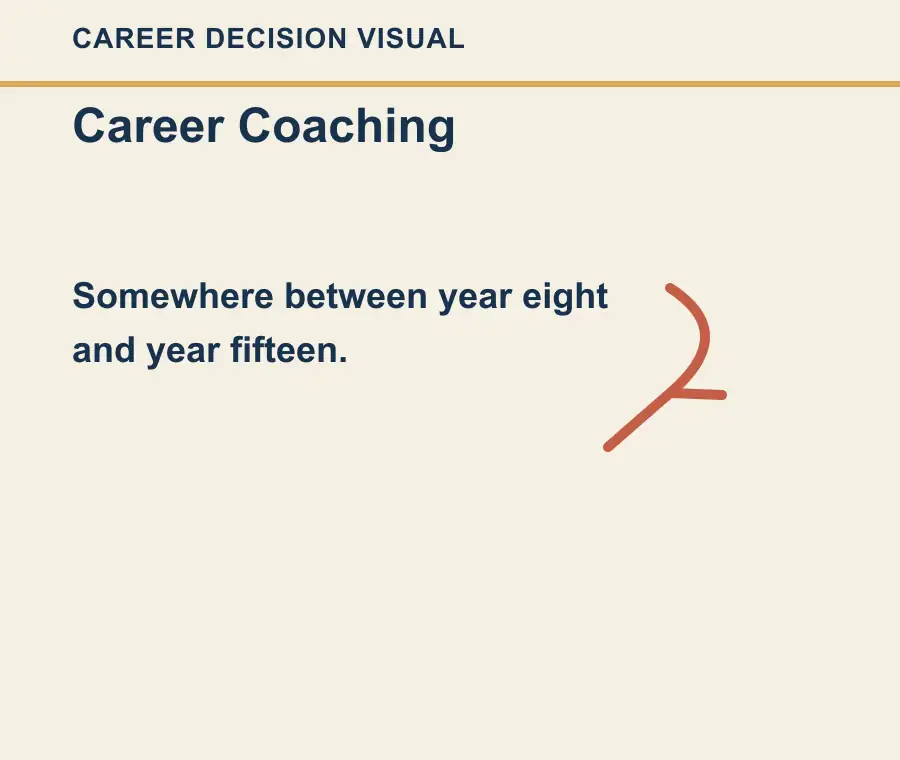 CAREER DECISION VISUAL
Career Coaching
Somewhere between year eight
and year fifteen.